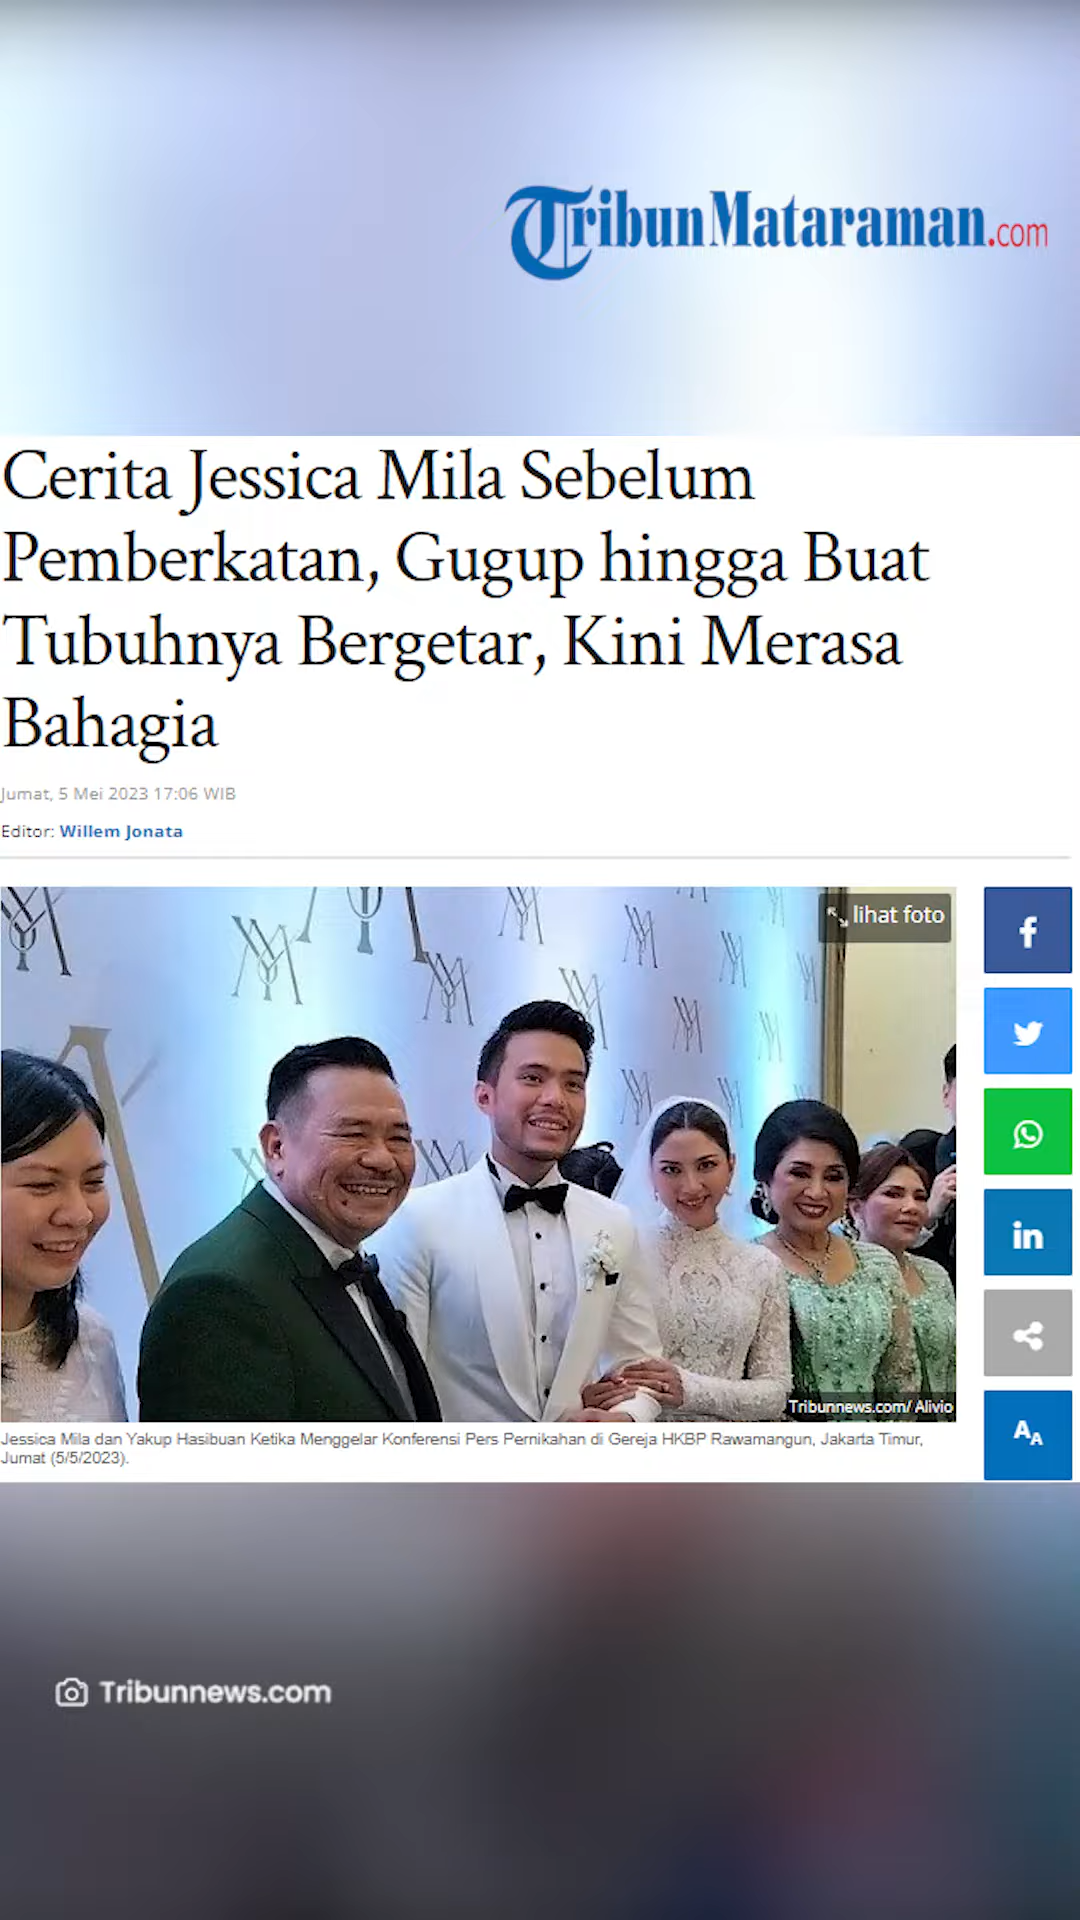 TribunMataraman.com
Cerita Jessica Mila Sebelum
Pemberkatan, Gugup hingga Buat
Tubuhnya Bergetar, Kini Merasa
Bahagia
Jumat, 5 Mei 2023 17:06 WIB
Editor: Willem Jonata
lihat foto
Tribunnews.com/ Alivio
Jessica Mila dan Yakup Hasibuan Ketika Menggelar Konferensi Pers Pernikahan di Gereja HKBP Rawamangun, Jakarta Timur,
Jumat (5/5/2023).
f
in
AA
Tribunnews.com